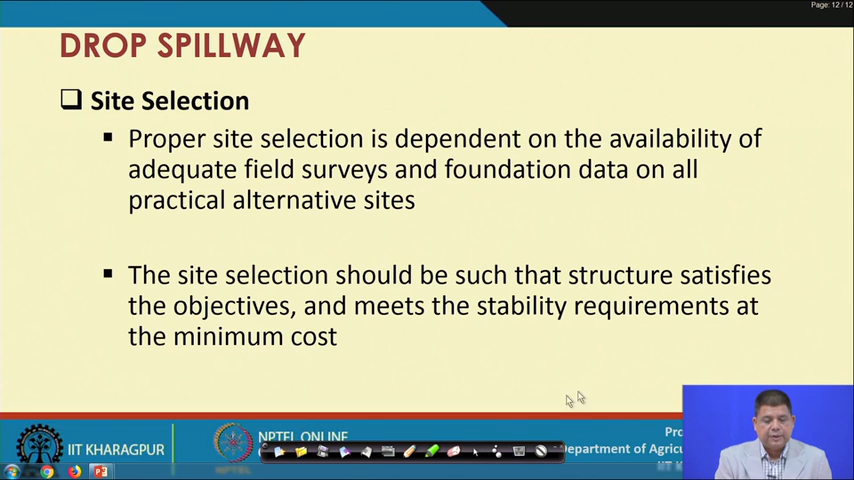 Page: 12 / 12
DROP SPILLWAY
Site Selection
Proper site selection is dependent on the availability of
adequate field surveys and foundation data on all
practical alternative sites
The site selection should be such that structure satisfies
the objectives, and meets the stability requirements at
the minimum cost
IIT KHARAGPUR
NPTEL ONLINE
Department of Agricu